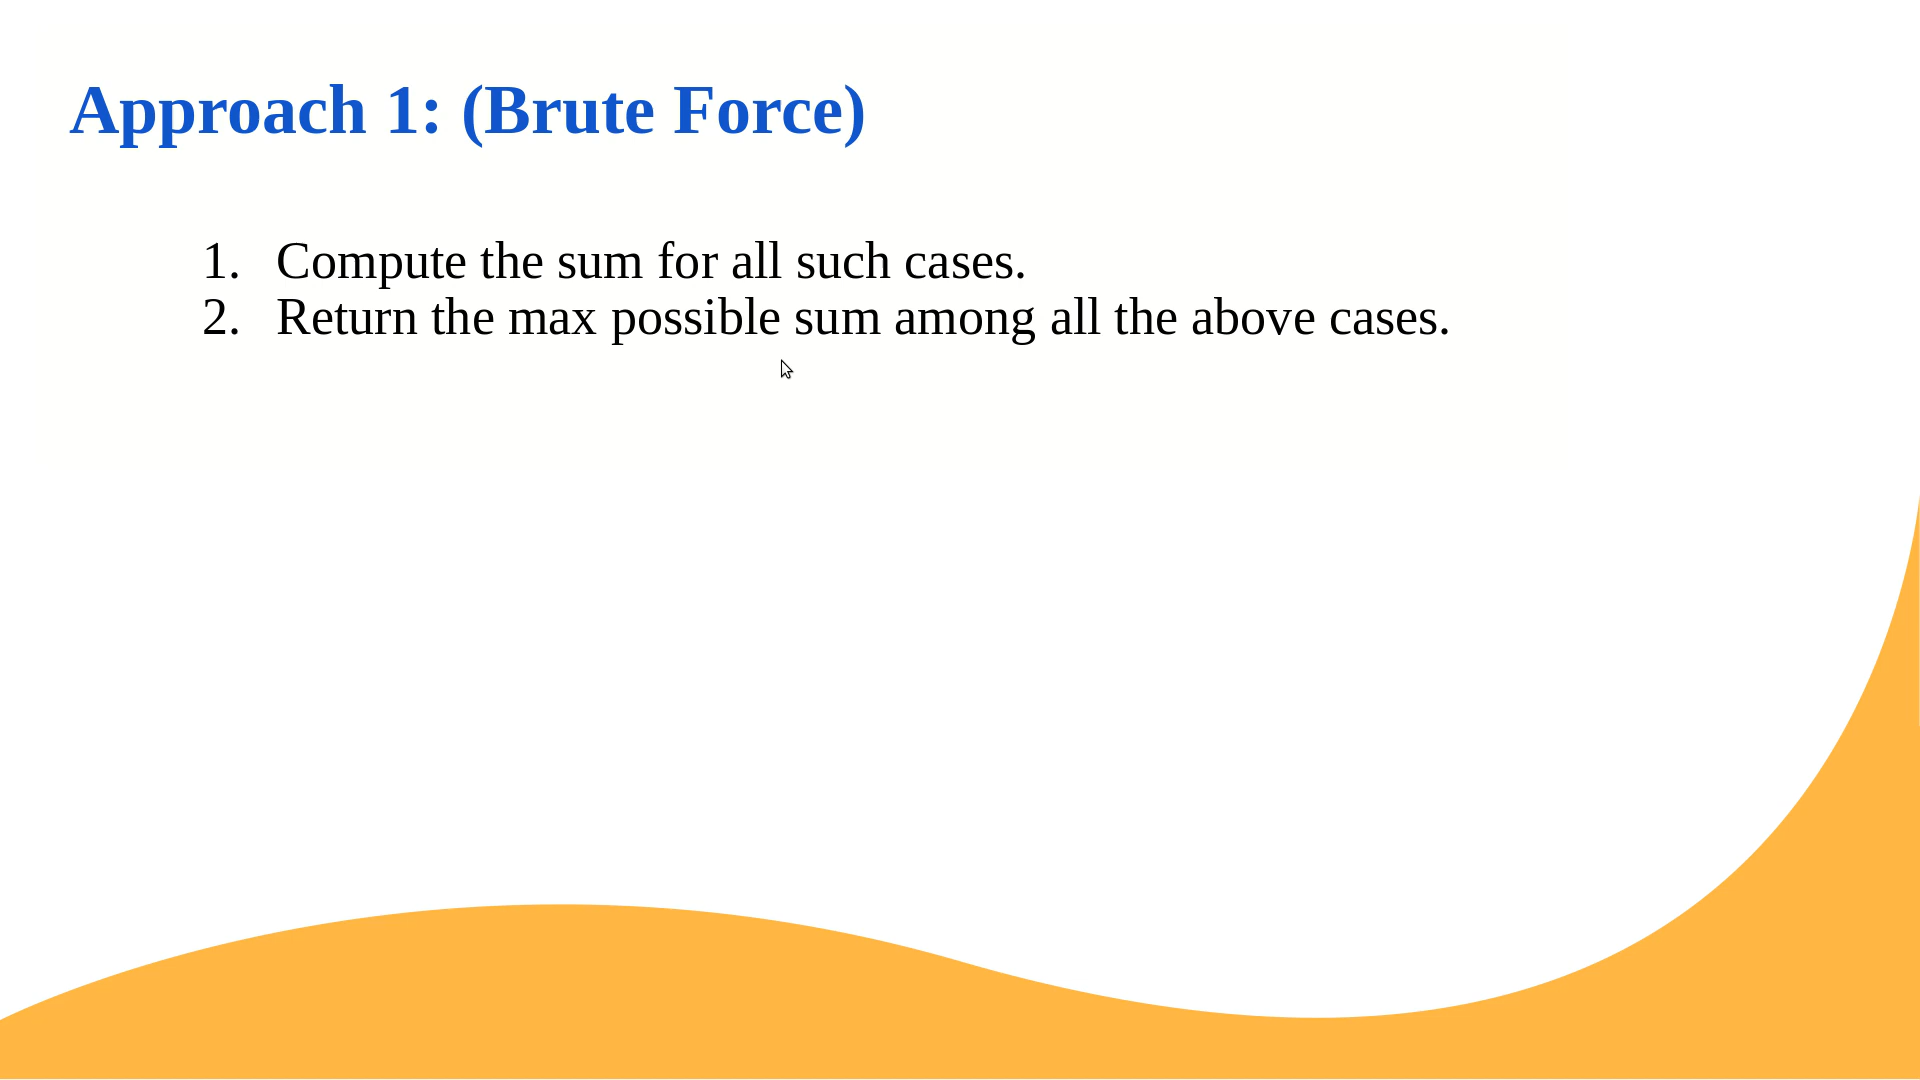 Approach 1: (Brute Force)
1. Compute the sum for all such cases.
2. Return the max possible sum among all the above cases.